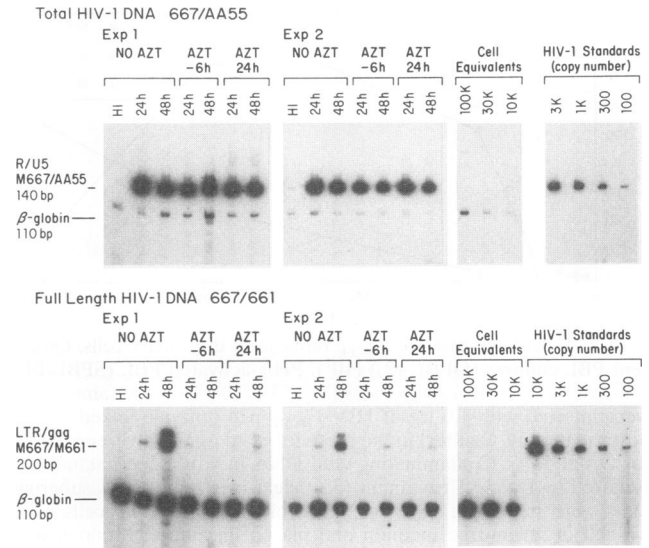 Total HIV-1 DNA 667/AA55
Exp 1 Exp 2
NO AZT AZT -6h AZT 24h NO AZT AZT -6h AZT 24h Cell Equivalents HIV-1 Standards (copy number)
HI 24h 48h 24h 48h 24h 48h HI 24h 48h 24h 48h 24h 48h 100K 30K 10K 3K 1K 300 100
R/U5
M667/AA55
140 bp
β-globin
110 bp
Full Length HIV-1 DNA 667/661
Exp 1 Exp 2
NO AZT AZT -6h AZT 24h NO AZT AZT -6h AZT 24h Cell Equivalents HIV-1 Standards (copy number)
HI 24h 48h 24h 48h 24h 48h HI 24h 48h 24h 48h 24h 48h 100K 30K 10K 10K 3K 1K 300 100
LTR/gag
M667/M661
200 bp
β-globin
110 bp